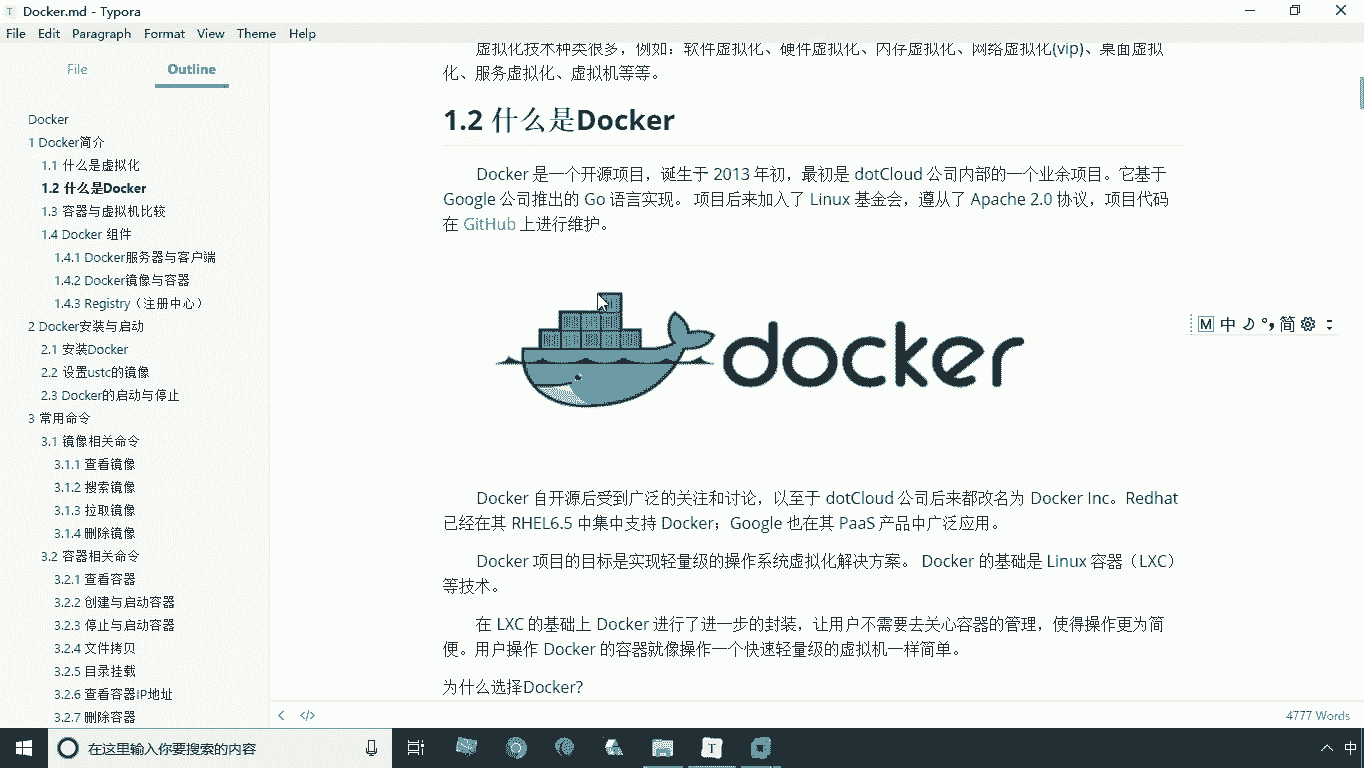 Docker.md - Typora
File Edit Paragraph Format View Theme Help
File
Outline
Docker
1 Docker简介
1.1 什么是虚拟化
1.2 什么是Docker
1.3 容器与虚拟机比较
1.4 Docker 组件
1.4.1 Docker服务器与客户端
1.4.2 Docker镜像与容器
1.4.3 Registry（注册中心）
2 Docker安装与启动
2.1 安装Docker
2.2 设置ustc的镜像
2.3 Docker的启动与停止
3 常用命令
3.1 镜像相关命令
3.1.1 查看镜像
3.1.2 搜索镜像
3.1.3 拉取镜像
3.1.4 删除镜像
3.2 容器相关命令
3.2.1 查看容器
3.2.2 创建与启动容器
3.2.3 停止与启动容器
3.2.4 文件拷贝
3.2.5 目录挂载
3.2.6 查看容器IP地址
3.2.7 删除容器
虚拟化技术种类很多，例如：软件虚拟化、硬件虚拟化、内存虚拟化、网络虚拟化(vip)、桌面虚拟
化、服务虚拟化、虚拟机等等。
1.2 什么是Docker
Docker 是一个开源项目，诞生于 2013 年初，最初是 dotCloud 公司内部的一个业余项目。它基于
Google 公司推出的 Go 语言实现。 项目后来加入了 Linux 基金会，遵从了 Apache 2.0 协议，项目代码
在 GitHub 上进行维护。
docker
Docker 自开源后受到广泛的关注和讨论，以至于 dotCloud 公司后来都改名为 Docker Inc。Redhat
已经在其 RHEL6.5 中集中支持 Docker；Google 也在其 PaaS 产品中广泛应用。
Docker 项目的目标是实现轻量级的操作系统虚拟化解决方案。 Docker 的基础是 Linux 容器（LXC）
等技术。
在 LXC 的基础上 Docker 进行了进一步的封装，让用户不需要去关心容器的管理，使得操作更为简
便。用户操作 Docker 的容器就像操作一个快速轻量级的虚拟机一样简单。
为什么选择Docker?
M 中 简
4777 Words
在这里输入你要搜索的内容
T
中